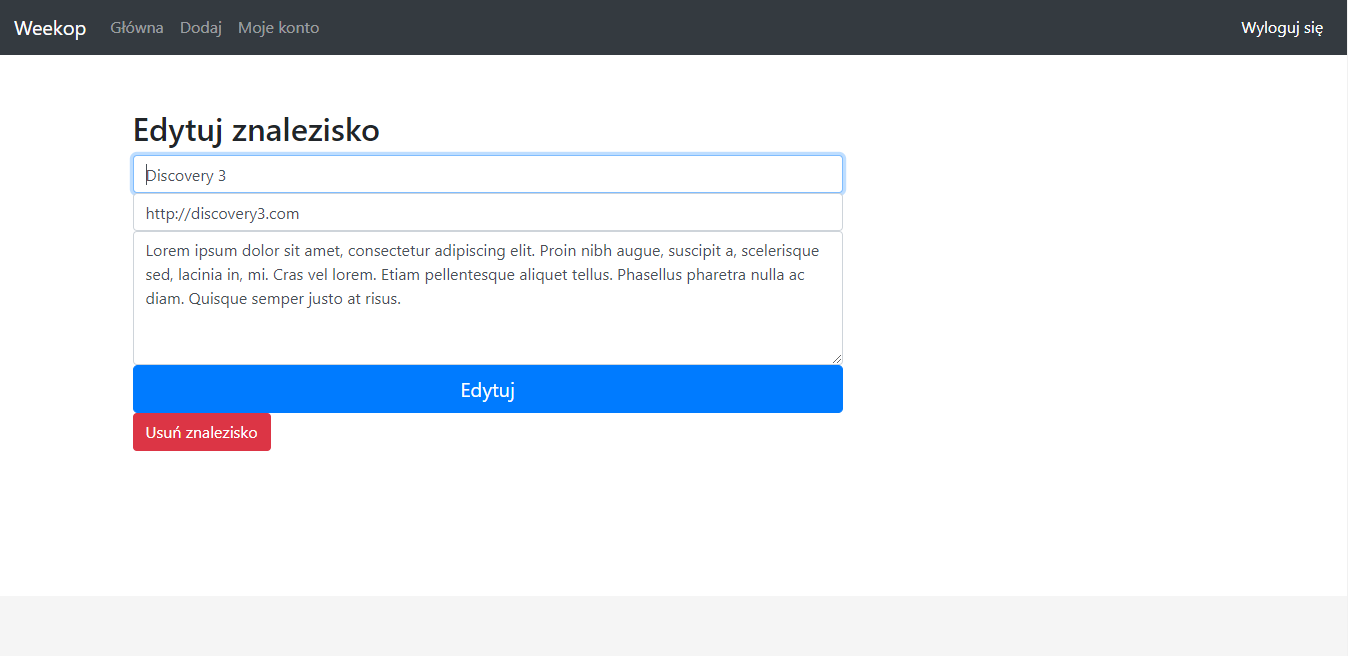 Weekop Główna Dodaj Moje konto Wyloguj się
Edytuj znalezisko
Discovery 3
http://discovery3.com
Lorem ipsum dolor sit amet, consectetur adipiscing elit. Proin nibh augue, suscipit a, scelerisque
sed, lacinia in, mi. Cras vel lorem. Etiam pellentesque aliquet tellus. Phasellus pharetra nulla ac
diam. Quisque semper justo at risus.
Edytuj
Usuń znalezisko